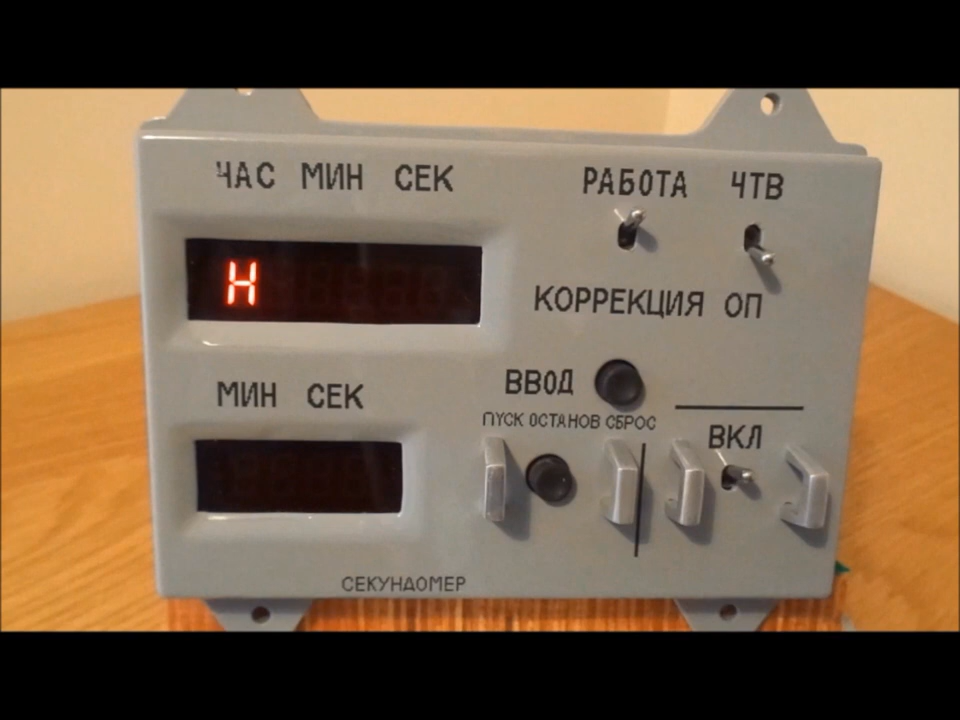 ЧАС МИН СЕК
РАБОТА ЧТВ
Н
КОРРЕКЦИЯ ОП
ВВОД
МИН СЕК
ПУСК ОСТАНОВ СБРОС
ВКЛ
СЕКУНДОМЕР